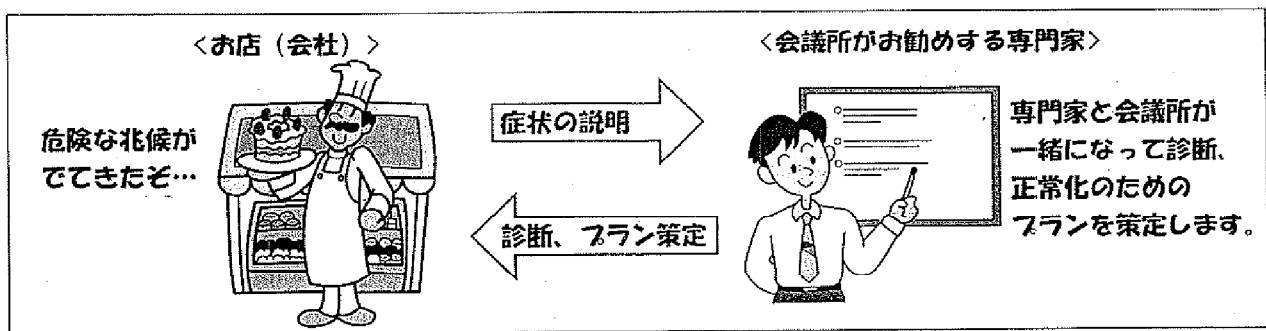 <お店（会社）>
<会議所がお勧めする専門家>
危険な兆候が
でてきたぞ…
症状の説明
診断、プラン策定
専門家と会議所が
一緒になって診断、
正常化のための
プランを策定します。